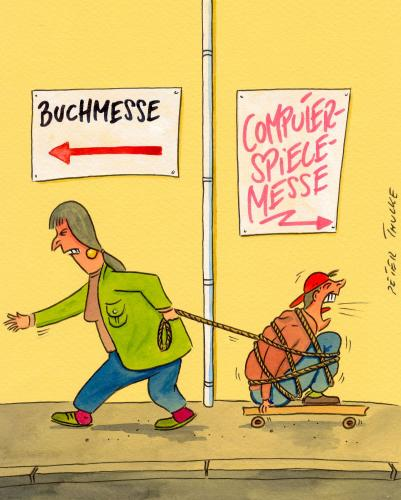 BUCHMESSE
COMPUTER-
SPIELE-
MESSE
PETER THULKE